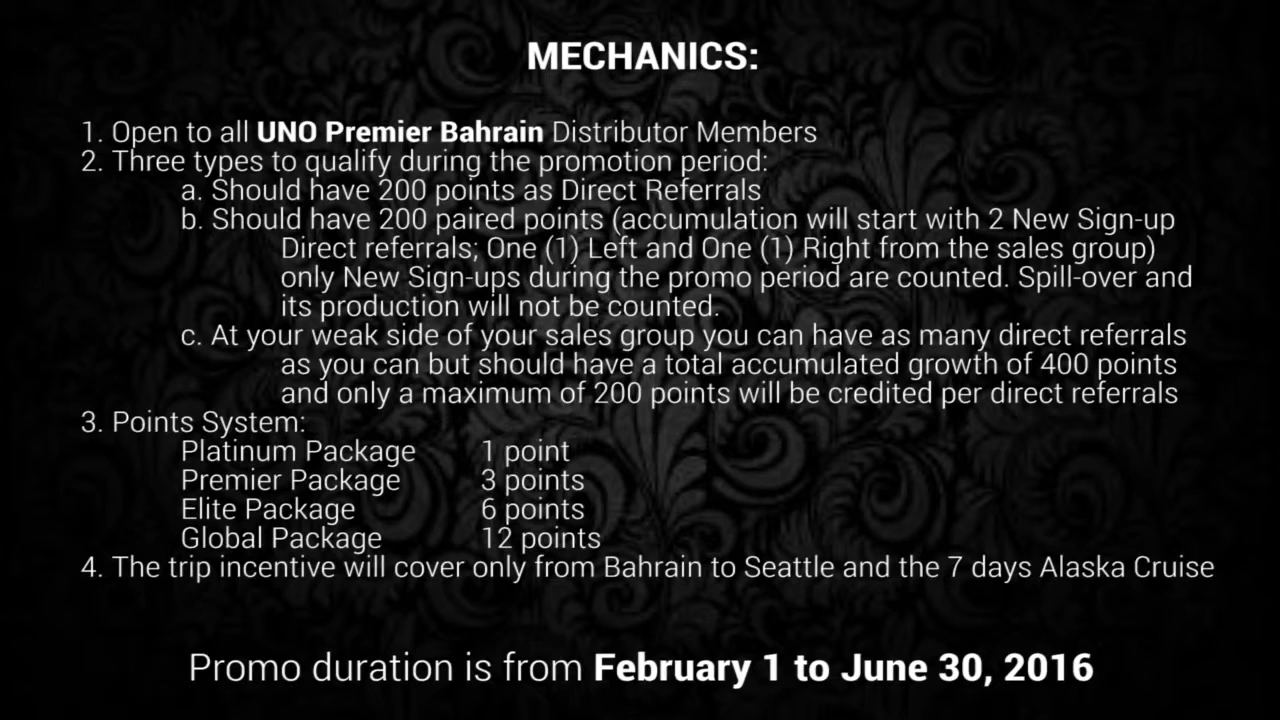 MECHANICS:
1. Open to all UNO Premier Bahrain Distributor Members
2. Three types to qualify during the promotion period:
a. Should have 200 points as Direct Referrals
b. Should have 200 paired points (accumulation will start with 2 New Sign-up
Direct referrals; One (1) Left and One (1) Right from the sales group)
only New Sign-ups during the promo period are counted. Spill-over and
its production will not be counted.
c. At your weak side of your sales group you can have as many direct referrals
as you can but should have a total accumulated growth of 400 points
and only a maximum of 200 points will be credited per direct referrals
3. Points System:
Platinum Package 1 point
Premier Package 3 points
Elite Package 6 points
Global Package 12 points
4. The trip incentive will cover only from Bahrain to Seattle and the 7 days Alaska Cruise
Promo duration is from February 1 to June 30, 2016